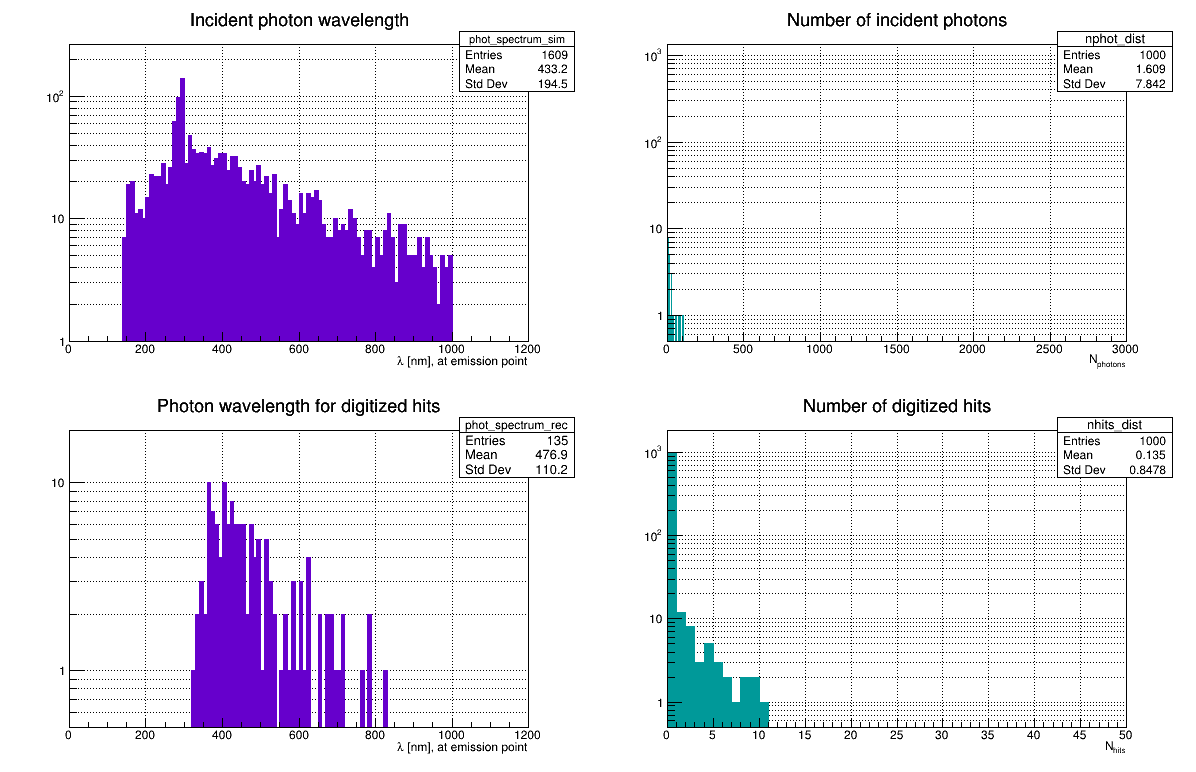 Incident photon wavelength
phot_spectrum_sim
Entries 1609
Mean 433.2
Std Dev 194.5
10²
10
1
0 200 400 600 800 1000 1200
λ [nm], at emission point
Number of incident photons
nphot_dist
Entries 1000
Mean 1.609
Std Dev 7.842
10³
10²
10
1
0 500 1000 1500 2000 2500 3000
N_photons
Photon wavelength for digitized hits
phot_spectrum_rec
Entries 135
Mean 476.9
Std Dev 110.2
10
1
0 200 400 600 800 1000 1200
λ [nm], at emission point
Number of digitized hits
nhits_dist
Entries 1000
Mean 0.135
Std Dev 0.8478
10³
10²
10
1
0 5 10 15 20 25 30 35 40 45 50
N_hits